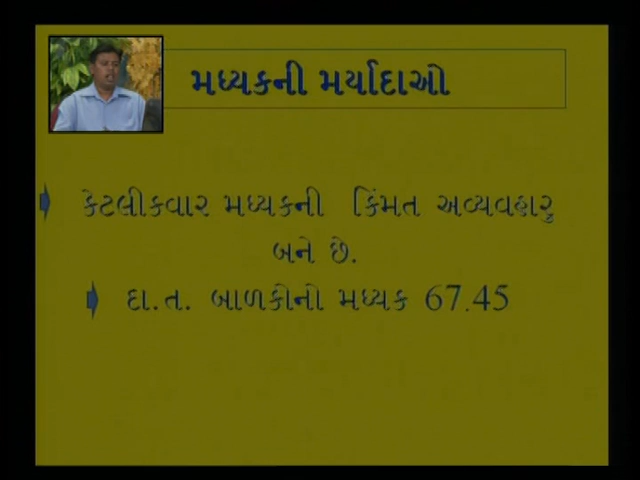 મધ્યકની મર્યાદાઓ
કેટલીકવાર મધ્યકની કિંમત અવ્યવહારુ
બને છે.
દા.ત. બાળકોનો મધ્યક 67.45